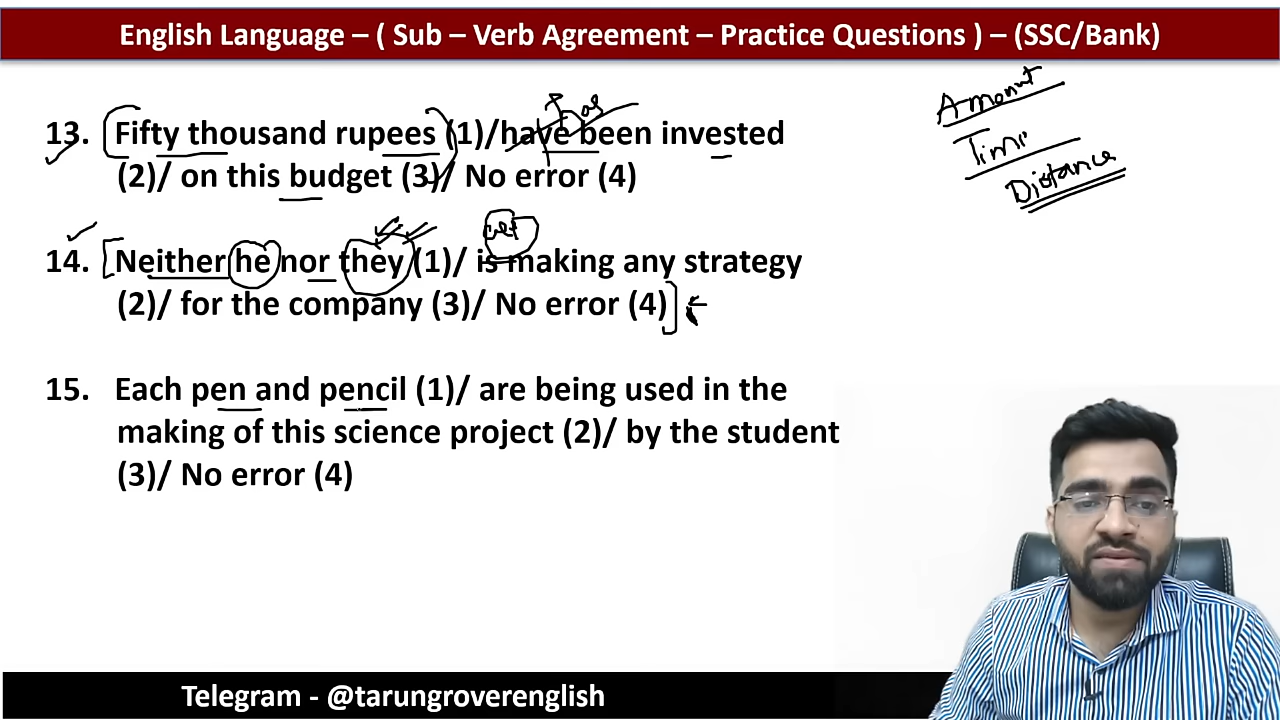 English Language – ( Sub – Verb Agreement – Practice Questions ) – (SSC/Bank)
Amount
Time
Distance
13. Fifty thousand rupees (1)/have been invested
(2)/ on this budget (3)/ No error (4)
14. Neither he nor they (1)/ is making any strategy
(2)/ for the company (3)/ No error (4)
15. Each pen and pencil (1)/ are being used in the
making of this science project (2)/ by the student
(3)/ No error (4)
Telegram - @tarungroverenglish